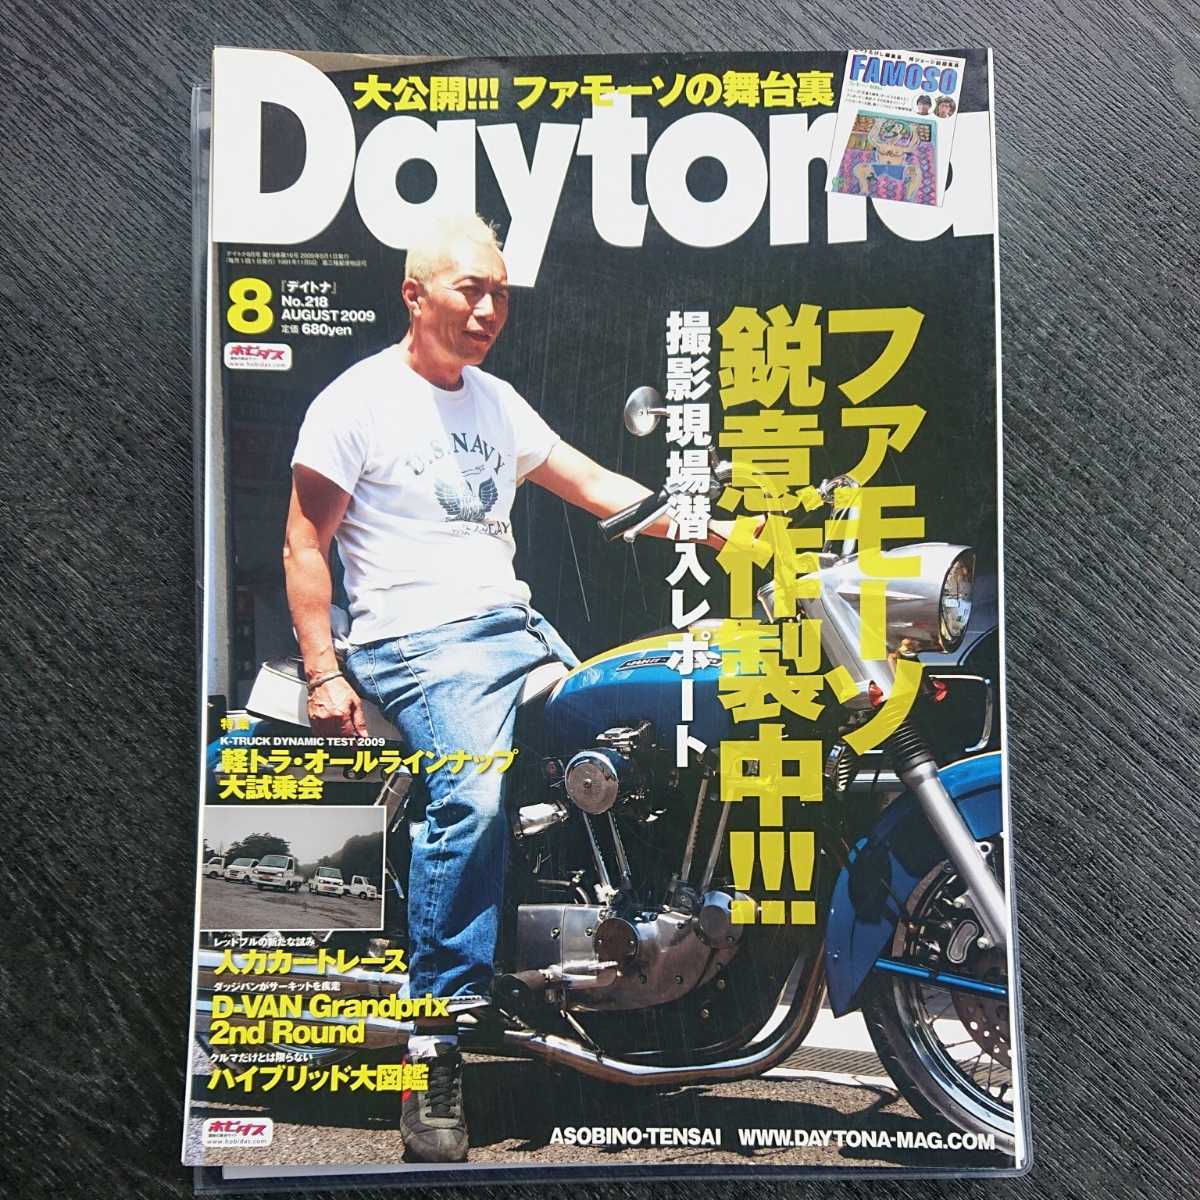 大公開!!! ファモーソの舞台裏
Daytona
FAMOSO
8
『デイトナ』
No.218
AUGUST 2009
定価 680yen
ホビダス
www.hobidas.com
ファモーソ
鋭意作製中!!!
撮影現場潜入レポート
U.S. NAVY
特集
K-TRUCK DYNAMIC TEST 2009
軽トラ・オールラインナップ
大試乗会
レッドブルの新たな試み
人力カートレース
ダッジバンがサーキットを疾走
D-VAN Grandprix
2nd Round
クルマだけとは限らない
ハイブリッド大図鑑
ホビダス
www.hobidas.com
ASOBINO-TENSAI WWW.DAYTONA-MAG.COM